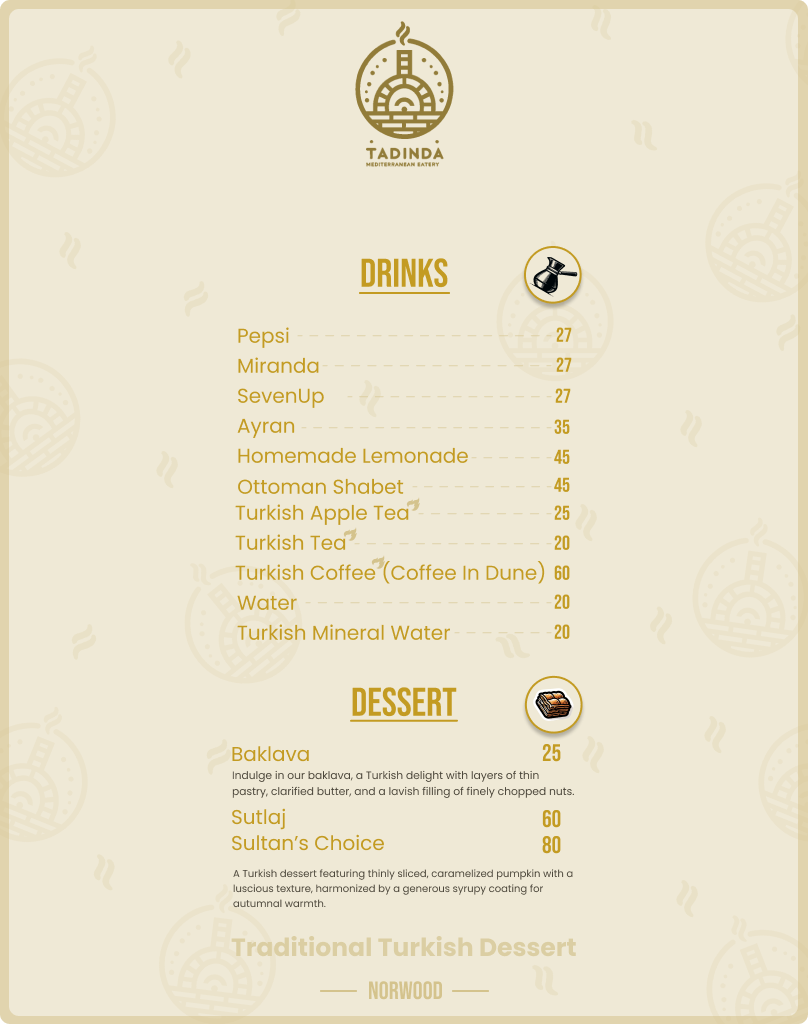 TADINDA
MEDITERRANEAN EATERY
DRINKS
Pepsi 27
Miranda 27
SevenUp 27
Ayran 35
Homemade Lemonade 45
Ottoman Shabet 45
Turkish Apple Tea 25
Turkish Tea 20
Turkish Coffee (Coffee In Dune) 60
Water 20
Turkish Mineral Water 20
DESSERT
Baklava 25
Indulge in our baklava, a Turkish delight with layers of thin
pastry, clarified butter, and a lavish filling of finely chopped nuts.
Sutlaj 60
Sultan’s Choice 80
A Turkish dessert featuring thinly sliced, caramelized pumpkin with a
luscious texture, harmonized by a generous syrupy coating for
autumnal warmth.
Traditional Turkish Dessert
NORWOOD